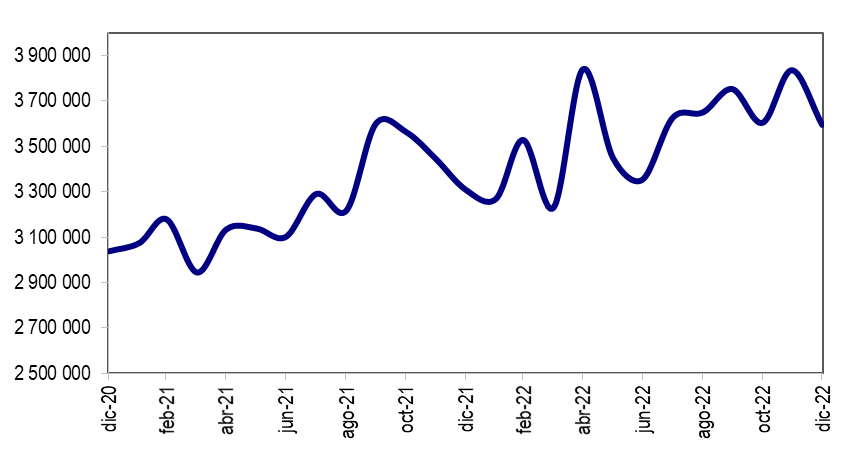 3 900 000
3 700 000
3 500 000
3 300 000
3 100 000
2 900 000
2 700 000
2 500 000
dic-20
feb-21
abr-21
jun-21
ago-21
oct-21
dic-21
feb-22
abr-22
jun-22
ago-22
oct-22
dic-22